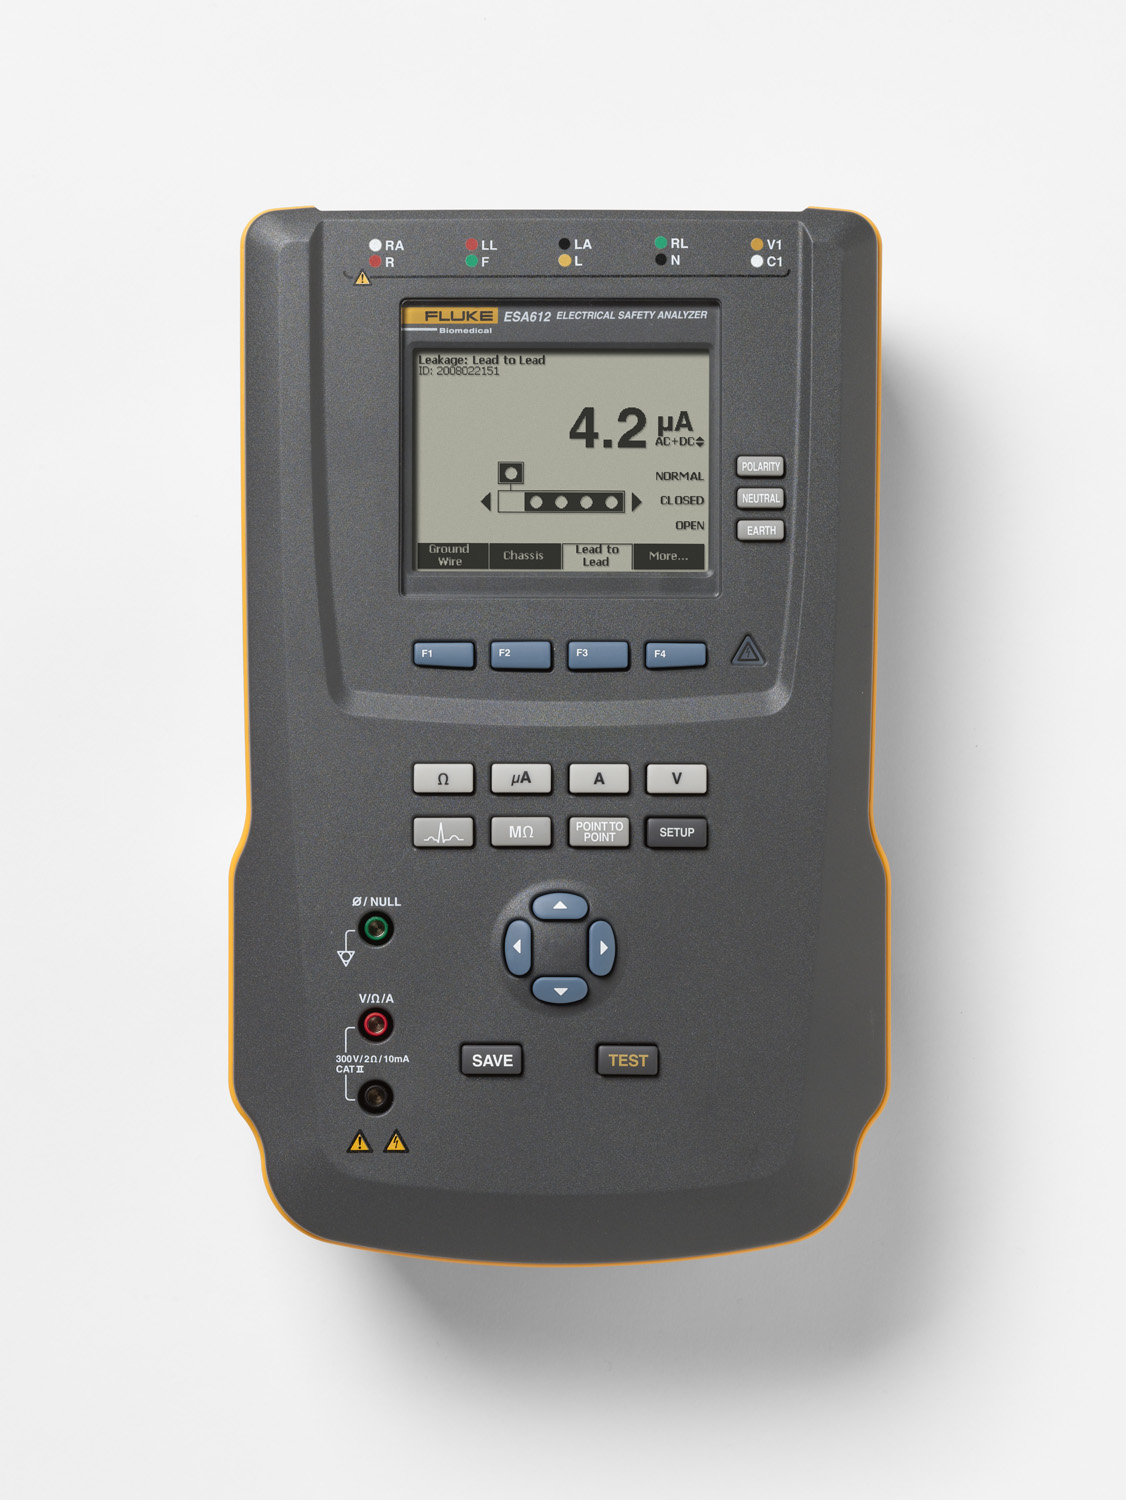 RA LL LA RL V1
R F L N C1
FLUKE ESA612 ELECTRICAL SAFETY ANALYZER
Biomedical
Leakage: Lead to Lead
ID: 2008022151
4.2 µA
AC+DC
NORMAL POLARITY
CLOSED NEUTRAL
OPEN EARTH
Ground Wire Chassis Lead to Lead More...
F1 F2 F3 F4
Ω µA A V
MΩ POINT TO POINT SETUP
Ø/NULL
V/Ω/A
300V/2Ω/10mA
CAT II
SAVE TEST